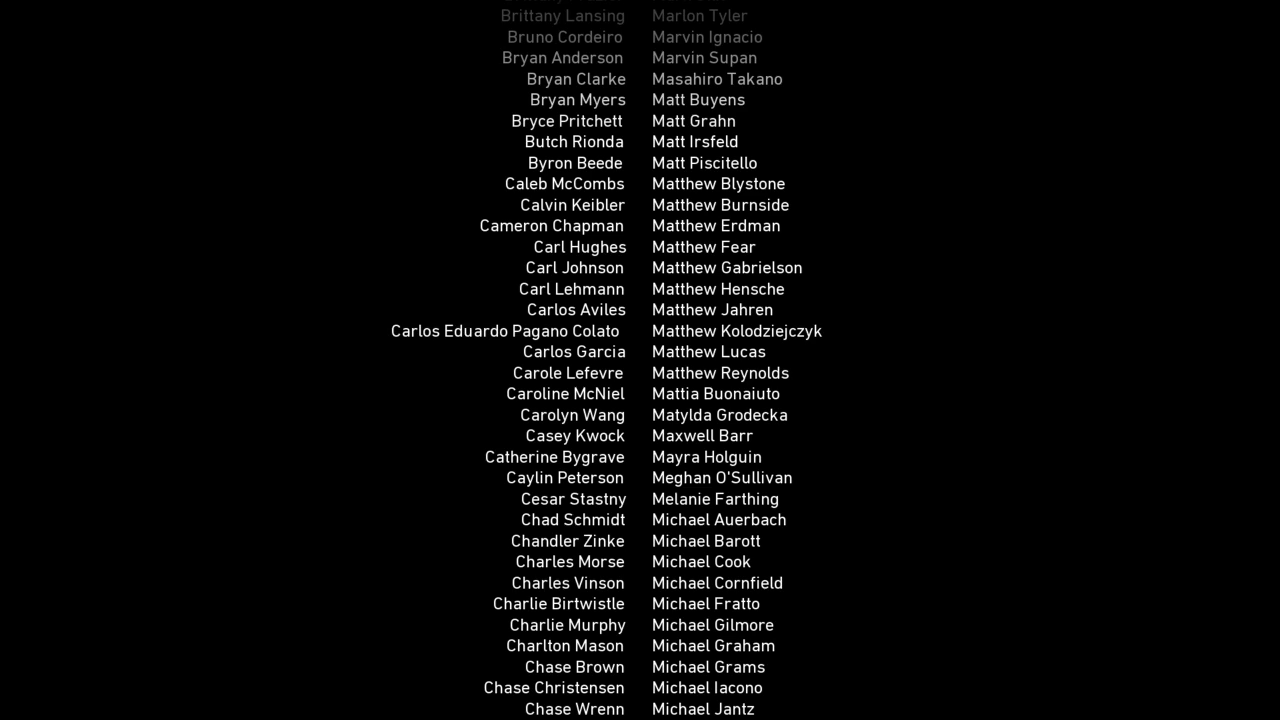 Brittany Lansing Marlon Tyler
Bruno Cordeiro Marvin Ignacio
Bryan Anderson Marvin Supan
Bryan Clarke Masahiro Takano
Bryan Myers Matt Buyens
Bryce Pritchett Matt Grahn
Butch Rionda Matt Irsfeld
Byron Beede Matt Piscitello
Caleb McCombs Matthew Blystone
Calvin Keibler Matthew Burnside
Cameron Chapman Matthew Erdman
Carl Hughes Matthew Fear
Carl Johnson Matthew Gabrielson
Carl Lehmann Matthew Hensche
Carlos Aviles Matthew Jahren
Carlos Eduardo Pagano Colato Matthew Kolodziejczyk
Carlos Garcia Matthew Lucas
Carole Lefevre Matthew Reynolds
Caroline McNiel Mattia Buonaiuto
Carolyn Wang Matylda Grodecka
Casey Kwock Maxwell Barr
Catherine Bygrave Mayra Holguin
Caylin Peterson Meghan O'Sullivan
Cesar Stastny Melanie Farthing
Chad Schmidt Michael Auerbach
Chandler Zinke Michael Barott
Charles Morse Michael Cook
Charles Vinson Michael Cornfield
Charlie Birtwistle Michael Fratto
Charlie Murphy Michael Gilmore
Charlton Mason Michael Graham
Chase Brown Michael Grams
Chase Christensen Michael Iacono
Chase Wrenn Michael Jantz